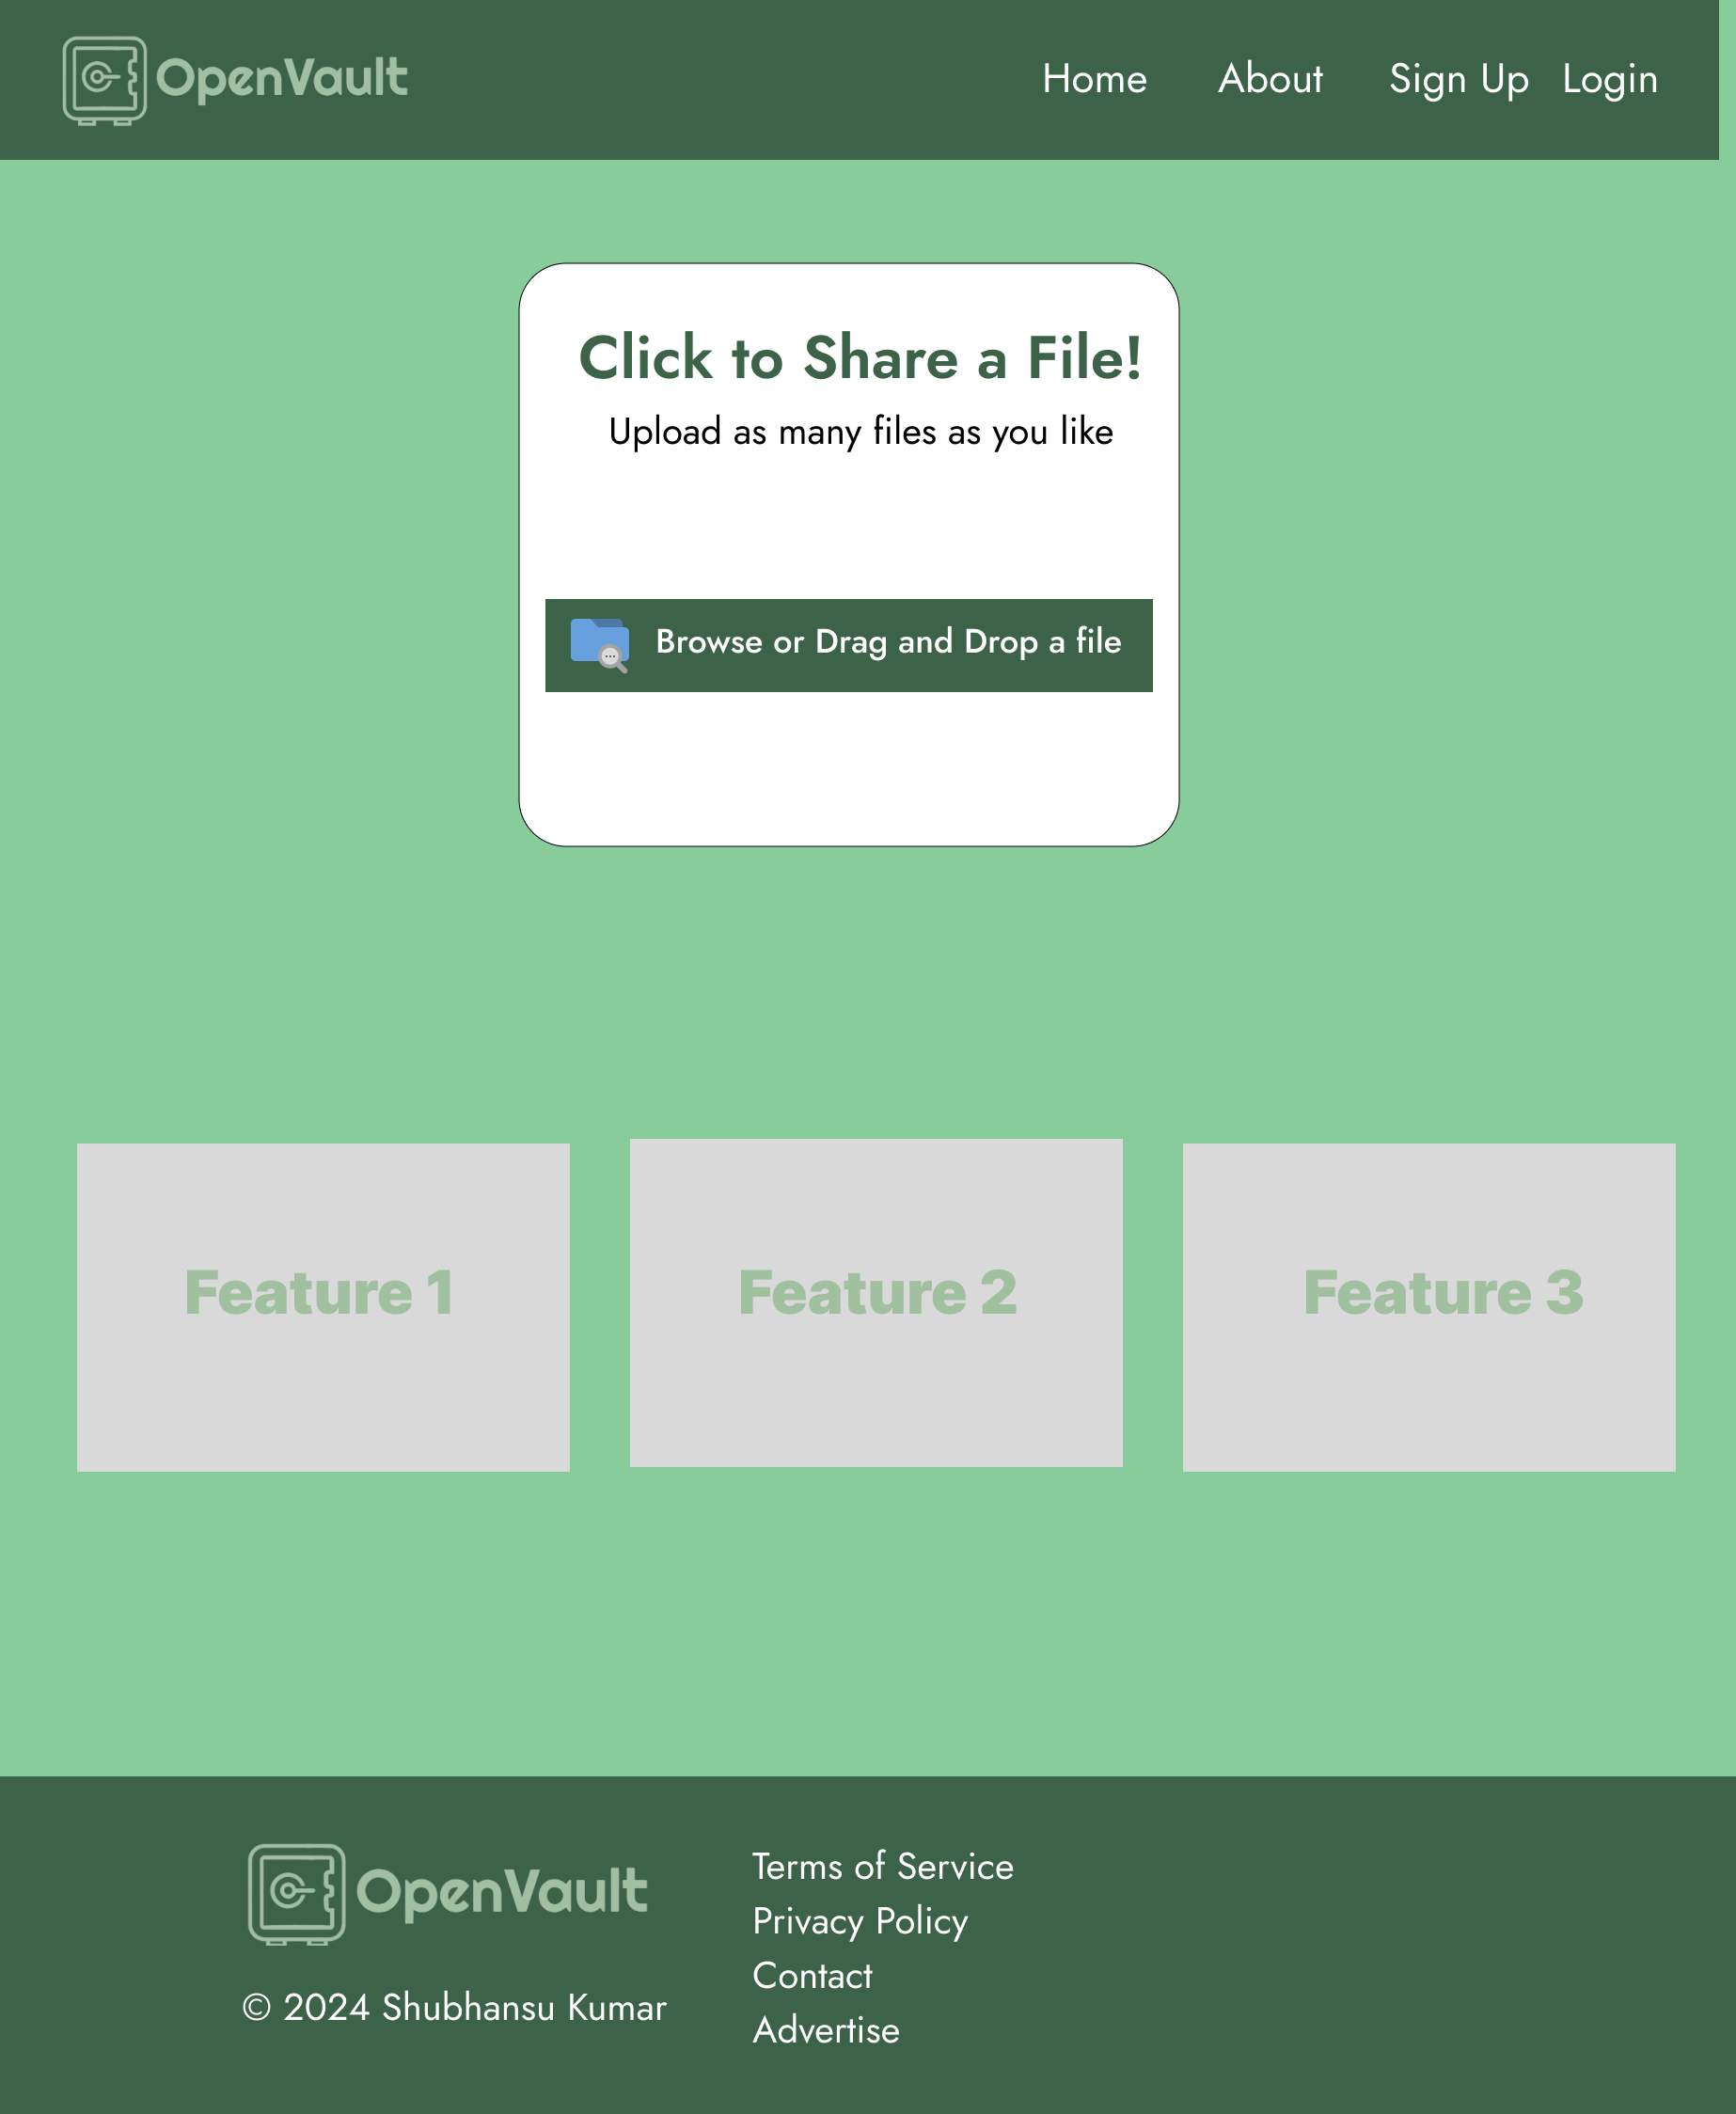 OpenVault
Home About Sign Up Login
Click to Share a File!
Upload as many files as you like
Browse or Drag and Drop a file
Feature 1
Feature 2
Feature 3
OpenVault
© 2024 Shubhansu Kumar
Terms of Service
Privacy Policy
Contact
Advertise